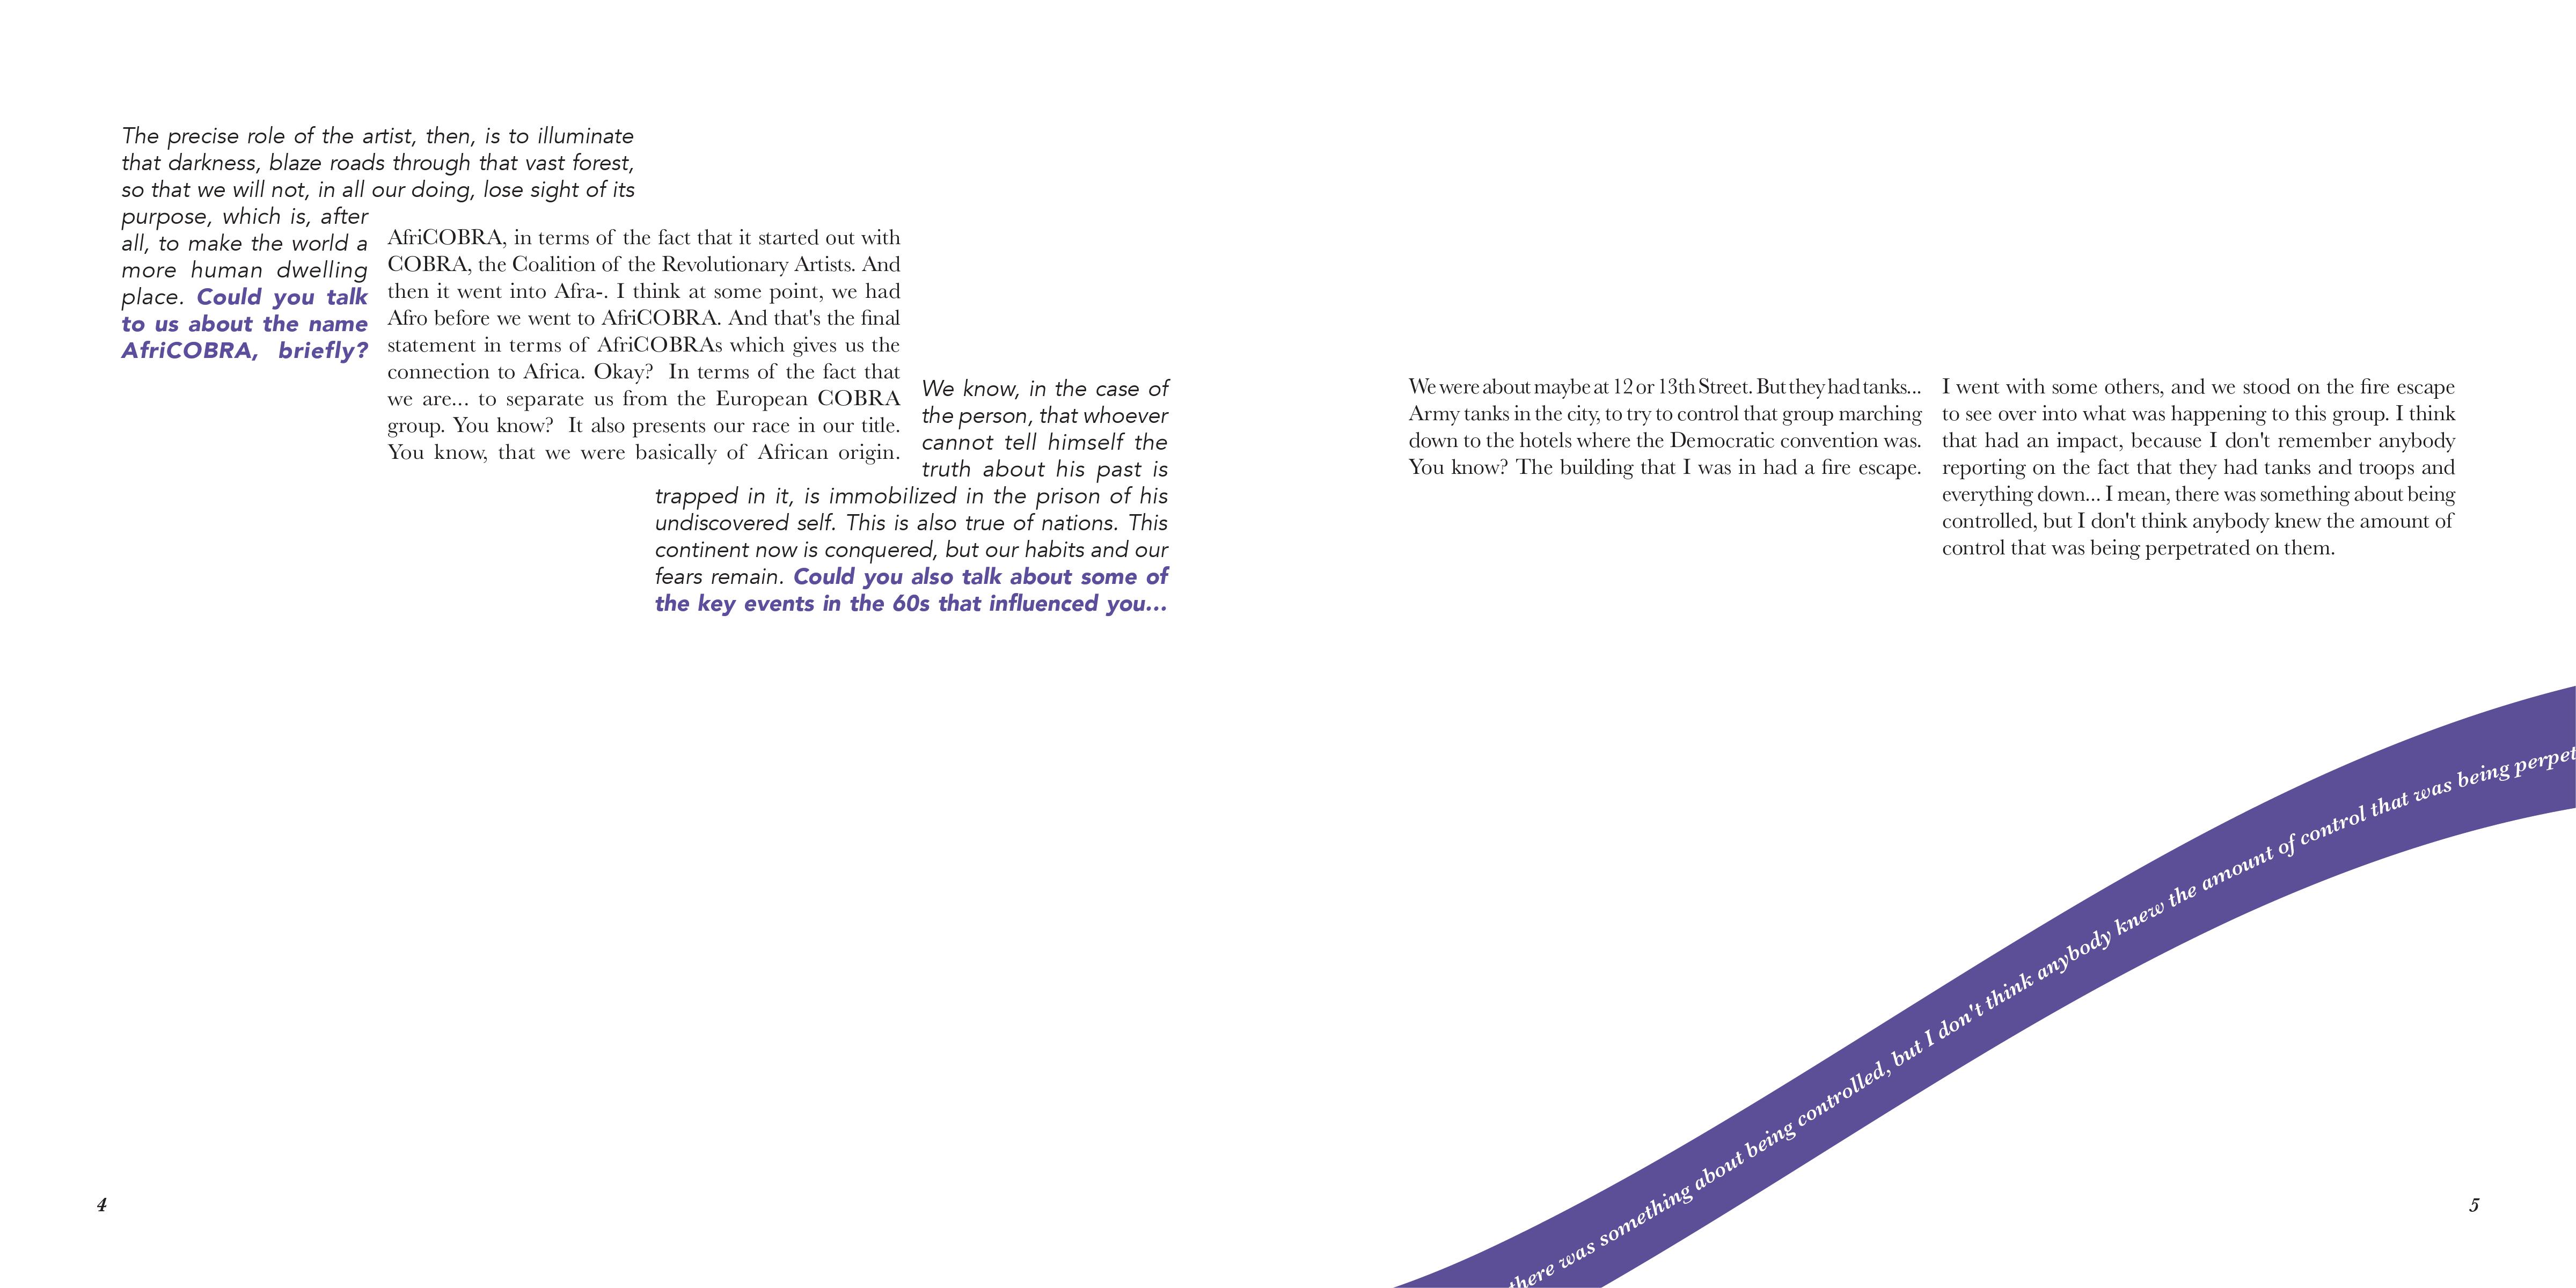 The precise role of the artist, then, is to illuminate
that darkness, blaze roads through that vast forest,
so that we will not, in all our doing, lose sight of its
purpose, which is, after
all, to make the world a
more human dwelling
place. Could you talk
to us about the name
AfriCOBRA, briefly?
AfriCOBRA, in terms of the fact that it started out with
COBRA, the Coalition of the Revolutionary Artists. And
then it went into Afra-. I think at some point, we had
Afro before we went to AfriCOBRA. And that's the final
statement in terms of AfriCOBRAs which gives us the
connection to Africa. Okay?  In terms of the fact that
we are... to separate us from the European COBRA
group. You know?  It also presents our race in our title.
You know, that we were basically of African origin.
We know, in the case of
the person, that whoever
cannot tell himself the
truth about his past is
trapped in it, is immobilized in the prison of his
undiscovered self. This is also true of nations. This
continent now is conquered, but our habits and our
fears remain. Could you also talk about some of
the key events in the 60s that influenced you...
4
We were about maybe at 12 or 13th Street. But they had tanks...
Army tanks in the city, to try to control that group marching
down to the hotels where the Democratic convention was.
You know? The building that I was in had a fire escape.
I went with some others, and we stood on the fire escape
to see over into what was happening to this group. I think
that had an impact, because I don't remember anybody
reporting on the fact that they had tanks and troops and
everything down... I mean, there was something about being
controlled, but I don't think anybody knew the amount of
control that was being perpetrated on them.
there was something about being controlled, but I don't think anybody knew the amount of control that was being perpet
5